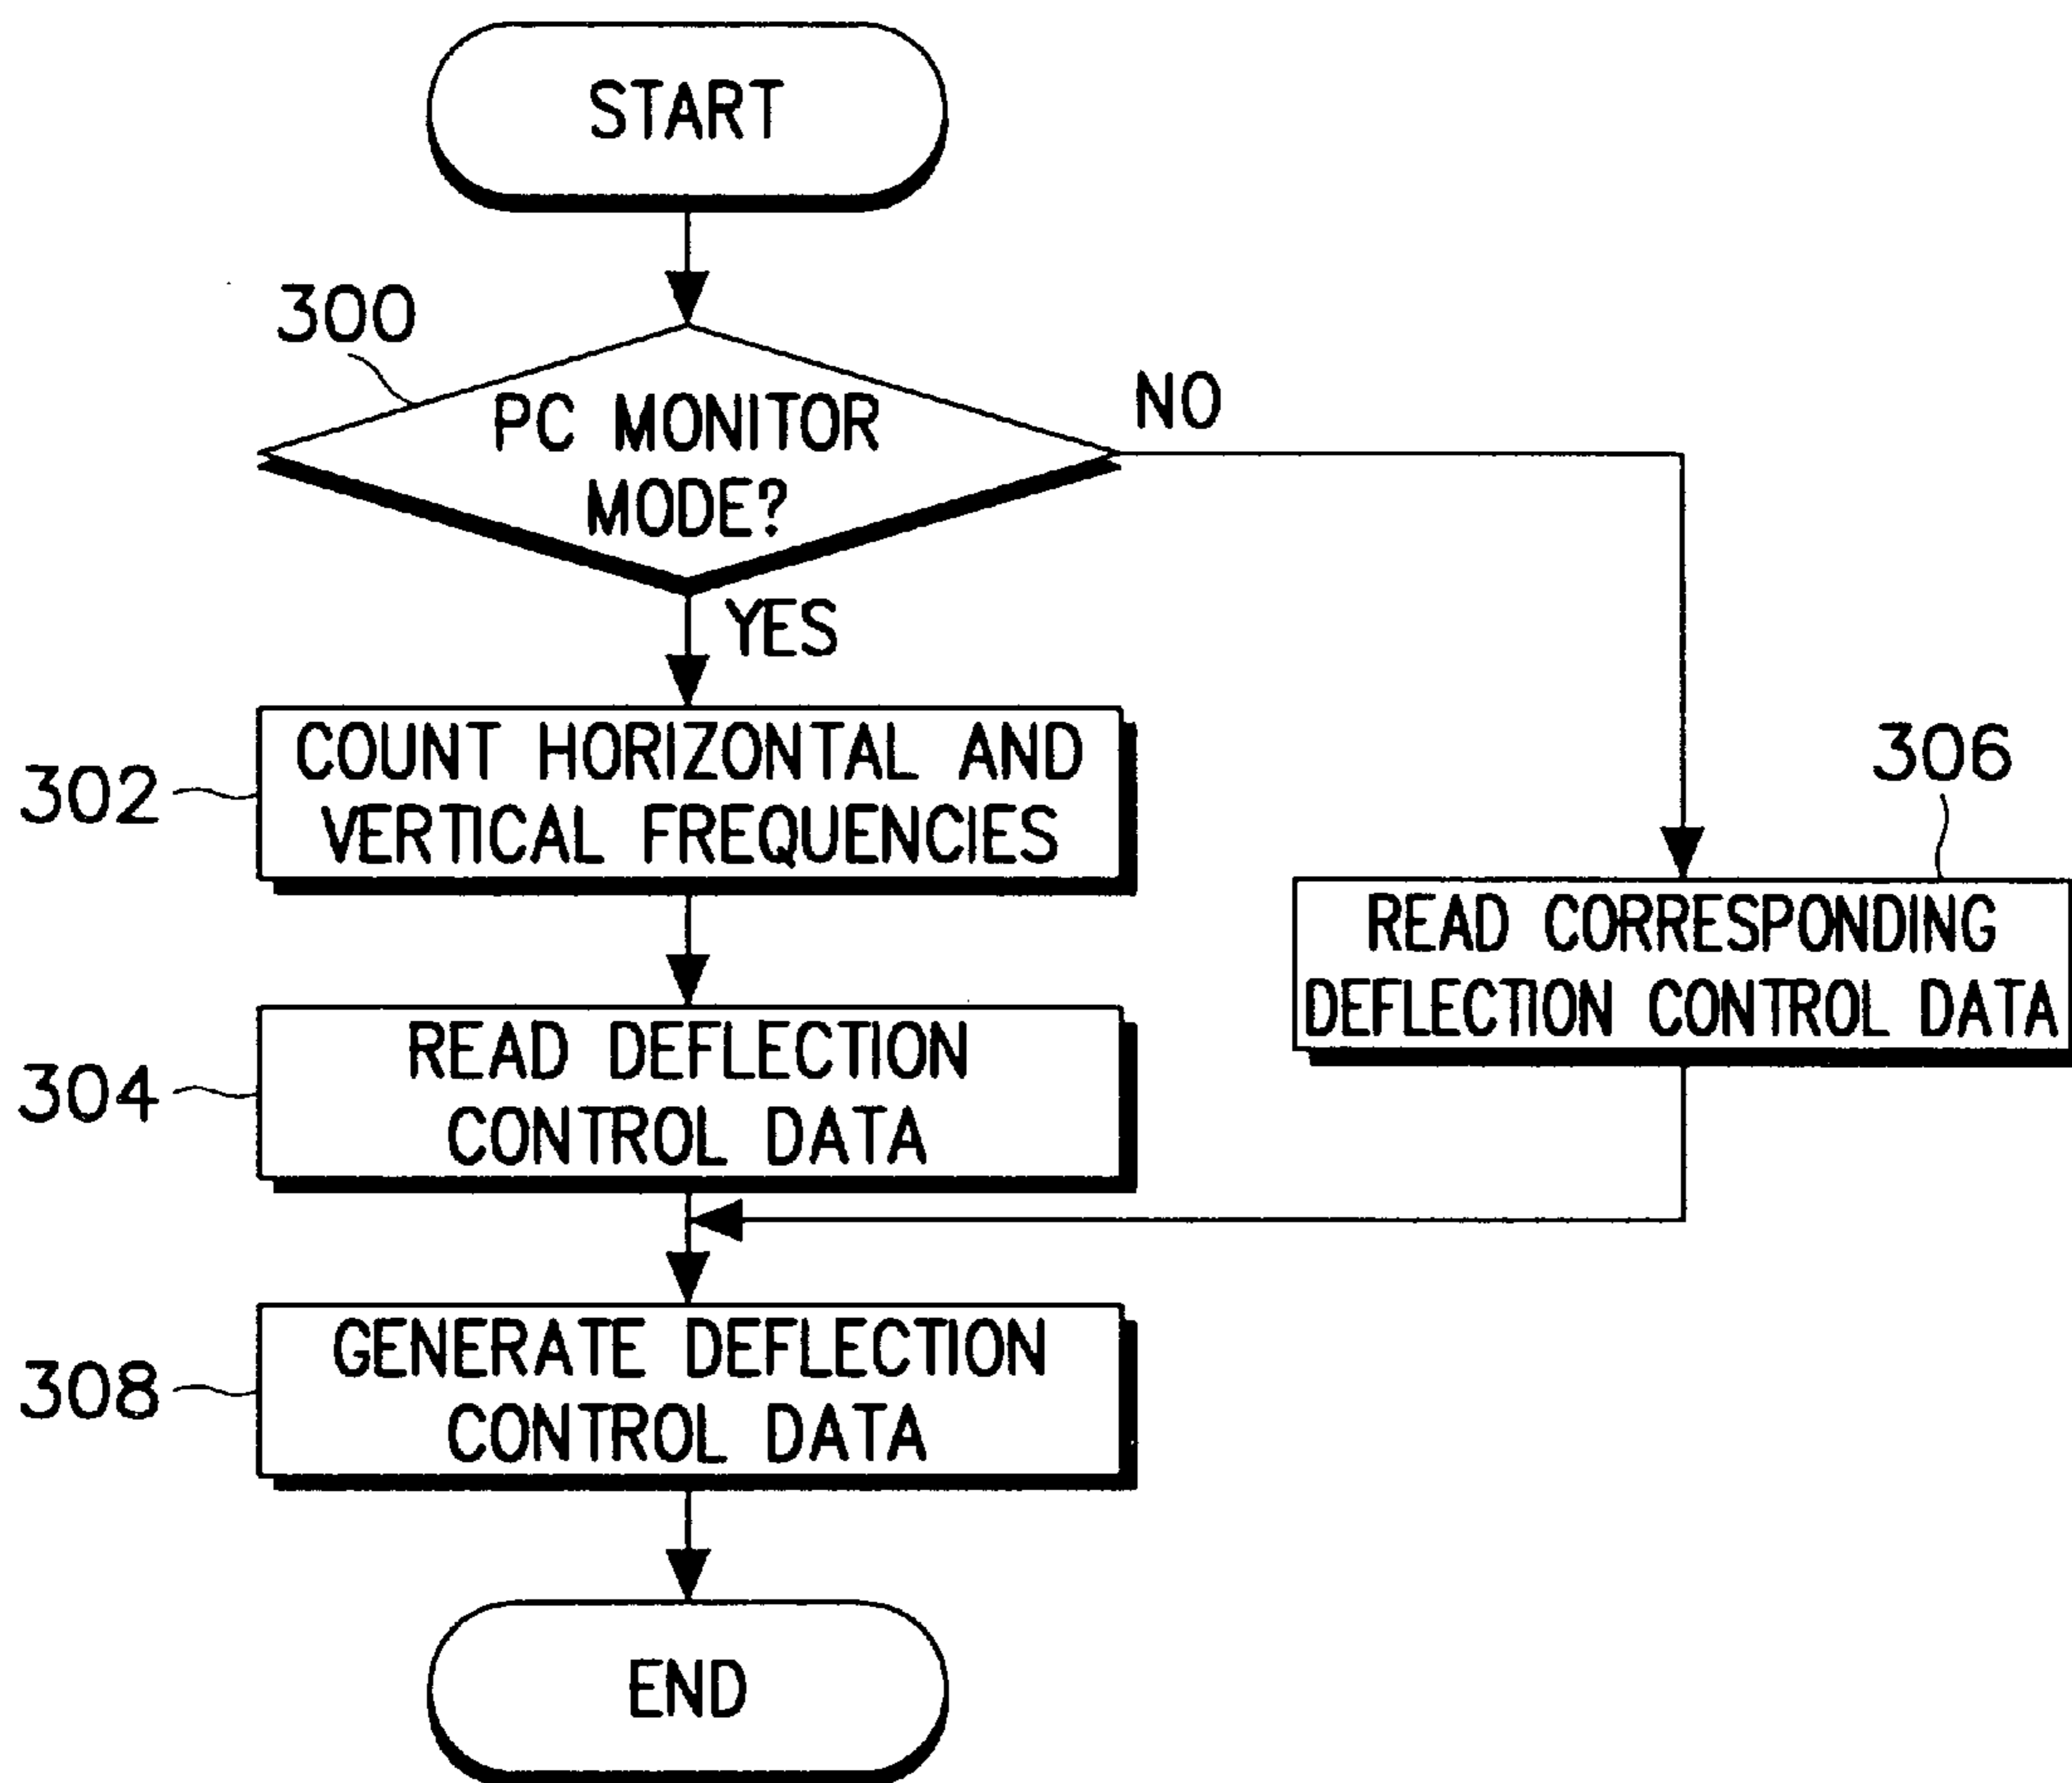 START
300
PC MONITOR
MODE?
NO
YES
302
COUNT HORIZONTAL AND
VERTICAL FREQUENCIES
306
READ CORRESPONDING
DEFLECTION CONTROL DATA
304
READ DEFLECTION
CONTROL DATA
308
GENERATE DEFLECTION
CONTROL DATA
END